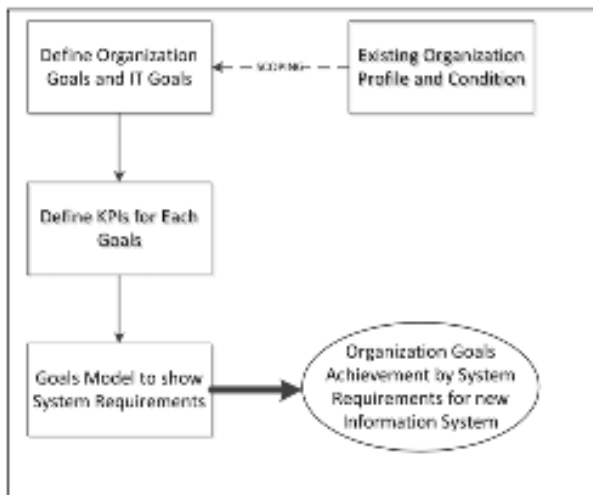 Define Organization
Goals and IT Goals
SCOPING
Existing Organization
Profile and Condition
Define KPIs for Each
Goals
Goals Model to show
System Requirements
Organization Goals
Achievement by System
Requirements for new
Information System